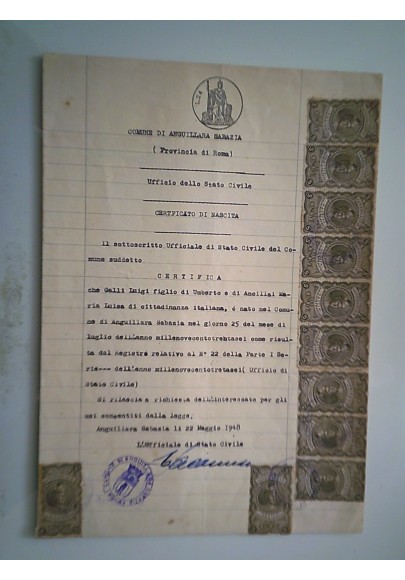 L.24
COMUNE DI ANGUILLARA SABAZIA
( Provincia di Roma)
Ufficio dello Stato Civile
CERTFICATO DI NASCITA
Il sottoscritto Ufficiale di Stato Civile del Co-
mune suddetto
C E R T I F I C A
che Galli Luigi figlio di Umberto e di Ancillai Ma-
ria Luisa di cittadinanza italiana, é nato nel Comu-
ne di Anguillara Sabazia nel giorno 25 del mese di
luglio dell'anno millenovecentotrentasei come risul-
ta dal Registro relativo al N° 22 della Parte I Se-
rie--- dell'anno millenovecentotretasei( Ufficio di
Stato Civile)
Si rilascia a richiesta dell'interessato per gli
usi consentiti dalla legge,
Anguillara Sabazia li 22 Maggio 1948
L'Ufficiale di Stato Civile